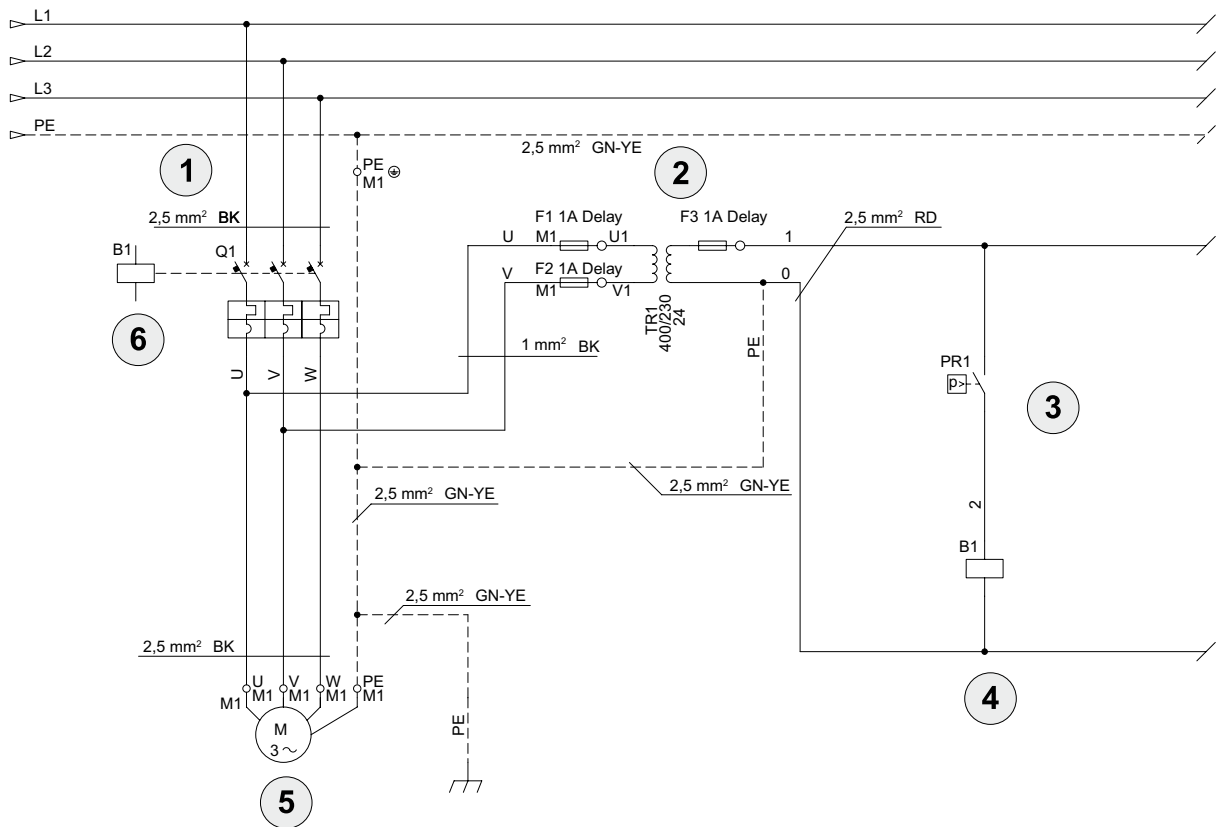 L1
L2
L3
PE
2,5 mm² GN-YE
1
2
PE
M1
2,5 mm² BK
F1 1A Delay
F3 1A Delay
2,5 mm² RD
B1
Q1
U
M1
U1
1
V
F2 1A Delay
M1
V1
0
6
TR1
400/230
24
1 mm² BK
PE
U
V
W
PR1
p>
3
2,5 mm² GN-YE
2,5 mm² GN-YE
2
B1
2,5 mm² GN-YE
2,5 mm² BK
U
V
W
PE
M1
M1
M1
M1
M1
4
M
3 ~
PE
5